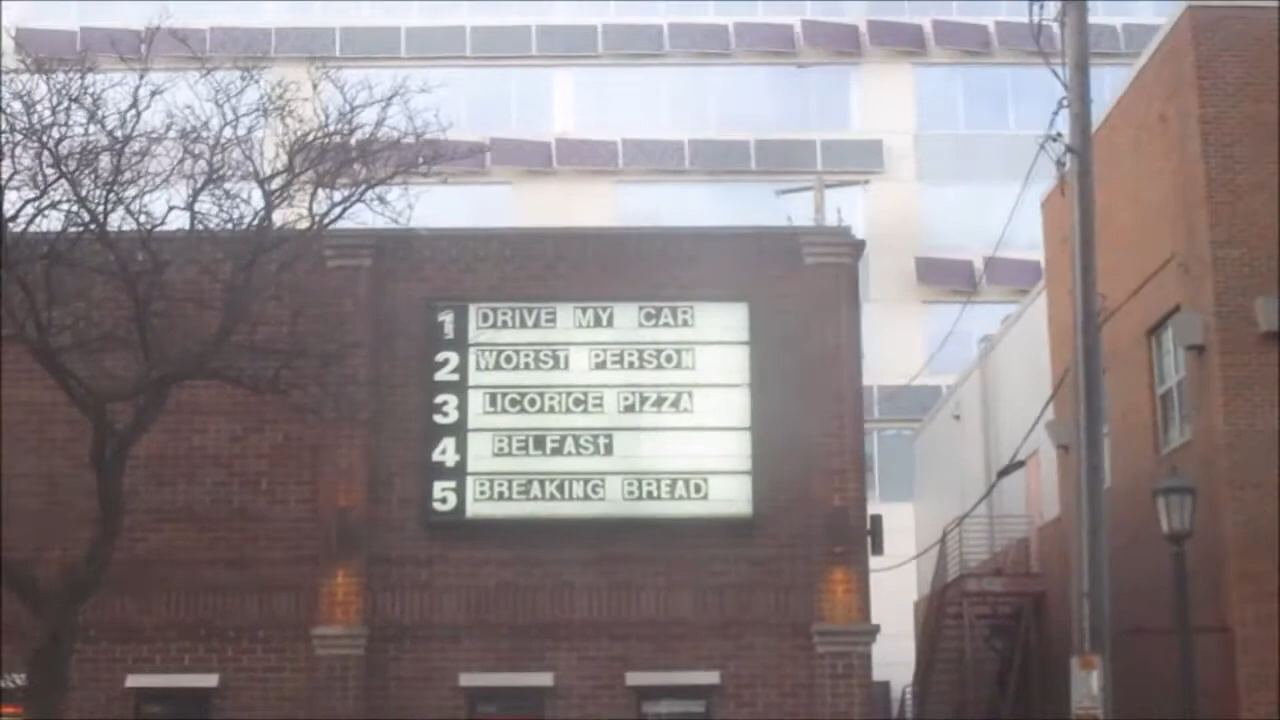 1 DRIVE MY CAR
2 WORST PERSON
3 LICORICE PIZZA
4 BELFAST
5 BREAKING BREAD